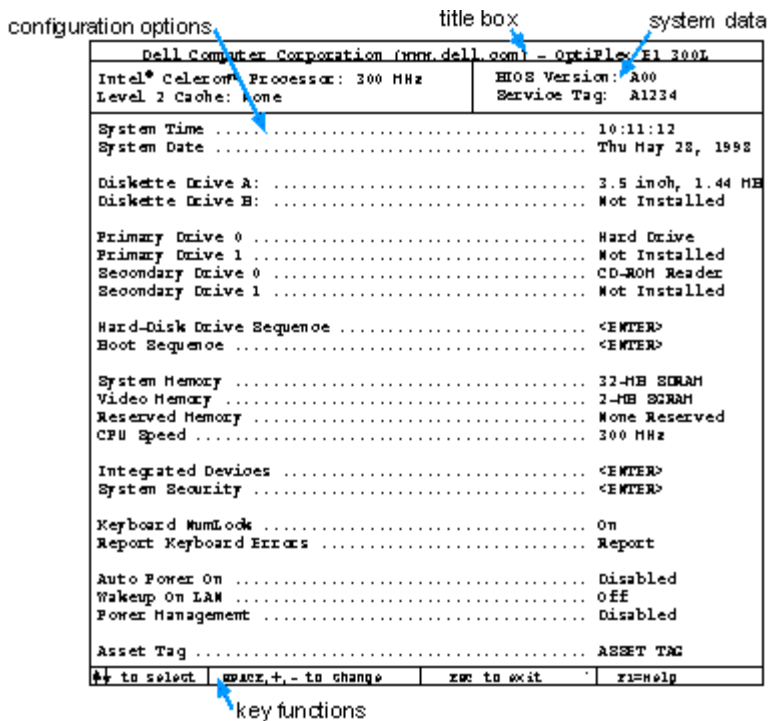 configuration options
title box
system data
Dell Computer Corporation (www.dell.com) - OptiPlex E1 300L
Intel® Celeron™ Processor: 300 MHz
Level 2 Cache: None
BIOS Version: A00
Service Tag: A1234
System Time ........................................ 10:11:12
System Date ........................................ Thu May 28, 1998
Diskette Drive A: .................................. 3.5 inch, 1.44 MB
Diskette Drive B: .................................. Not Installed
Primary Drive 0 .................................... Hard Drive
Primary Drive 1 .................................... Not Installed
Secondary Drive 0 .................................. CD-ROM Reader
Secondary Drive 1 .................................. Not Installed
Hard-Disk Drive Sequence ........................... <ENTER>
Boot Sequence ...................................... <ENTER>
System Memory ...................................... 32-MB SDRAM
Video Memory ....................................... 2-MB SGRAM
Reserved Memory .................................... None Reserved
CPU Speed .......................................... 300 MHz
Integrated Devices ................................. <ENTER>
System Security .................................... <ENTER>
Keyboard NumLock ................................... On
Report Keyboard Errors ............................. Report
Auto Power On ...................................... Disabled
Wakeup On LAN ...................................... Off
Power Management ................................... Disabled
Asset Tag .......................................... ASSET TAG
↑↓ to select | SPACE,+,- to change | ESC to exit | F1=Help
key functions